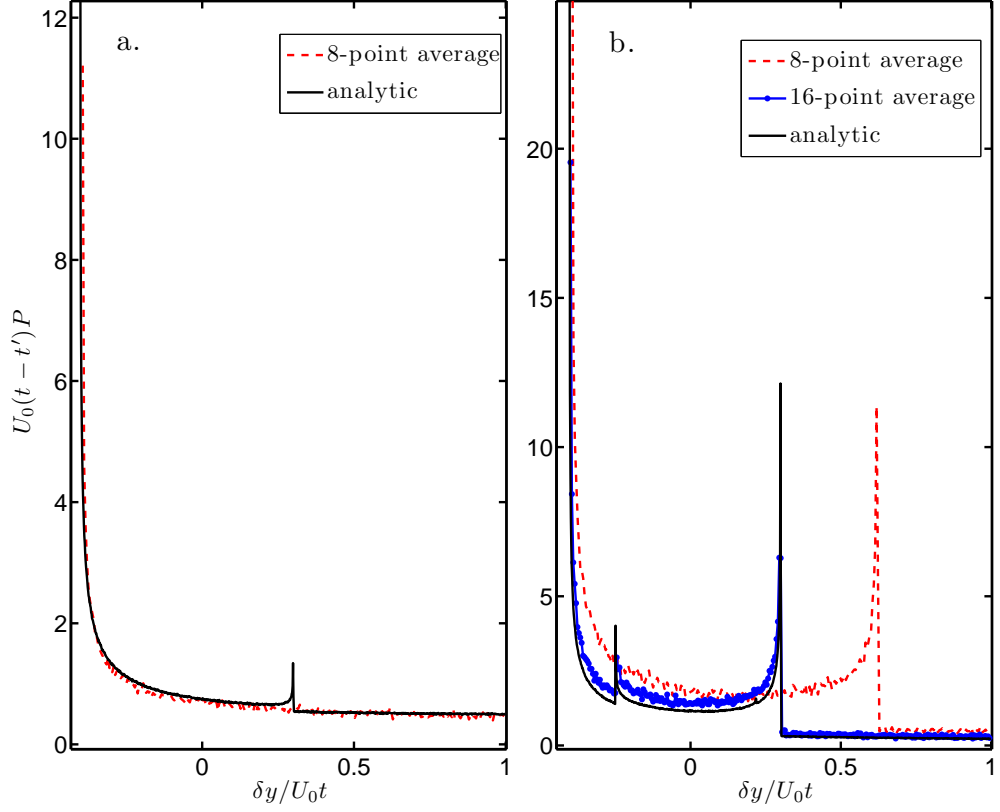 a.
8-point average
analytic
12
10
8
6
4
2
0
0
0.5
1
U₀(t − t′)P
δy/U₀t
b.
8-point average
16-point average
analytic
20
15
10
5
0
0
0.5
1
δy/U₀t